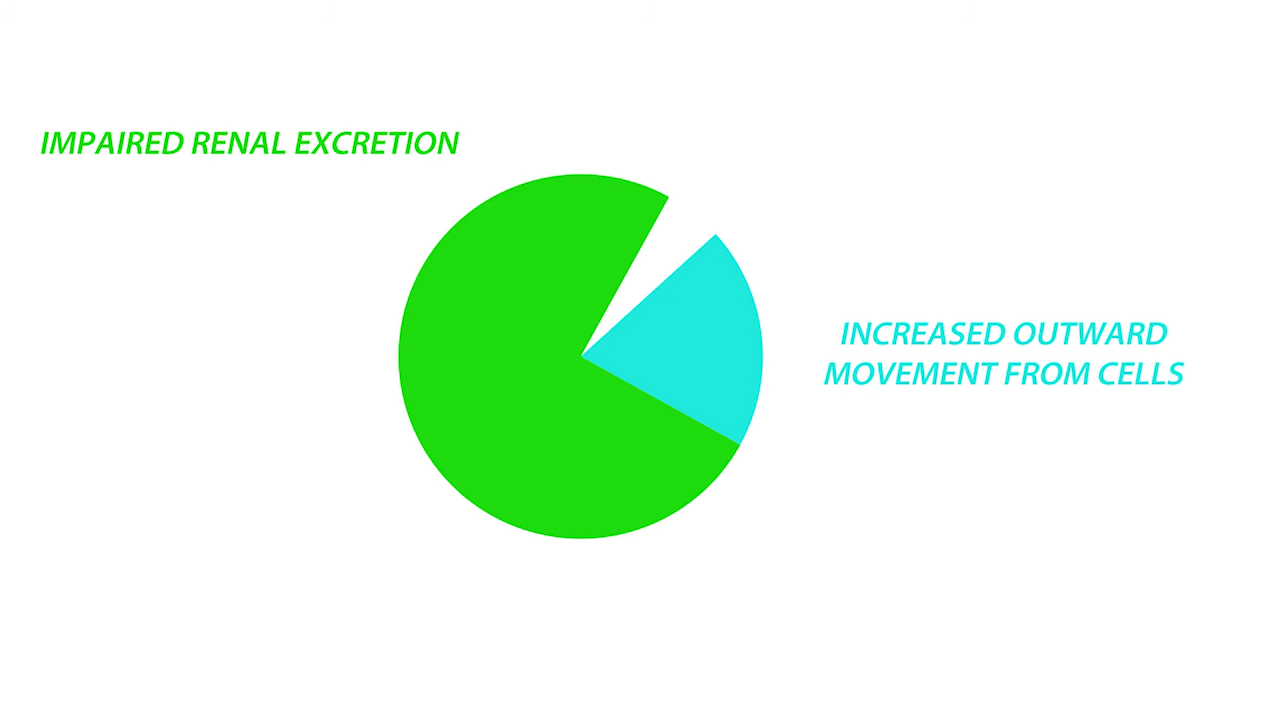 IMPAIRED RENAL EXCRETION
INCREASED OUTWARD
MOVEMENT FROM CELLS